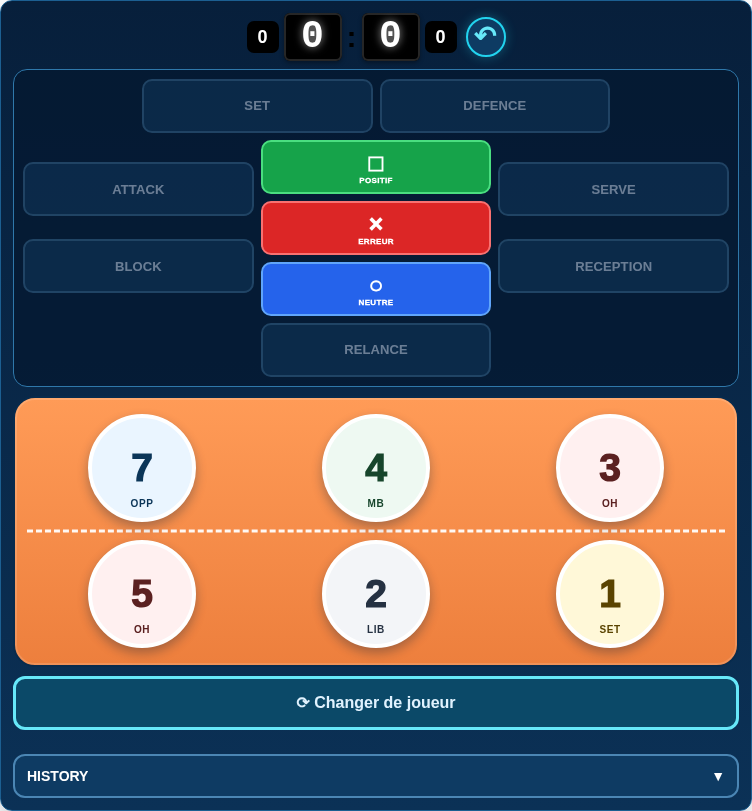 0 0 : 0 0 ↶
SET DEFENCE
POSITIF
ATTACK SERVE
ERREUR
BLOCK RECEPTION
NEUTRE
RELANCE
7 4 3
OPP MB OH
5 2 1
OH LIB SET
⟳ Changer de joueur
HISTORY ▼